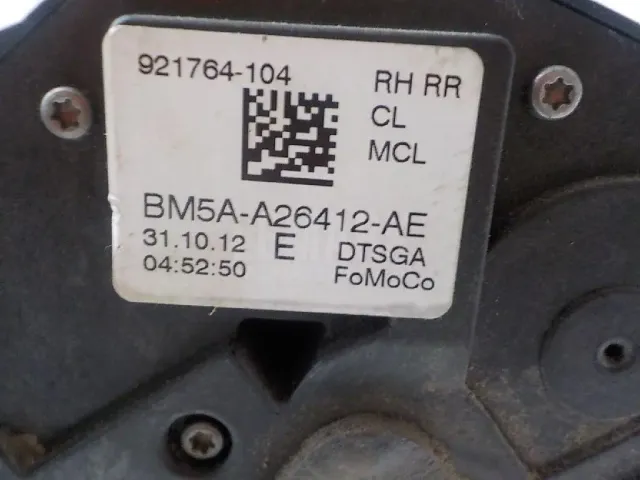 921764-104 RH RR
CL
MCL
BM5A-A26412-AE
31.10.12 E DTSGA
04:52:50 FoMoCo